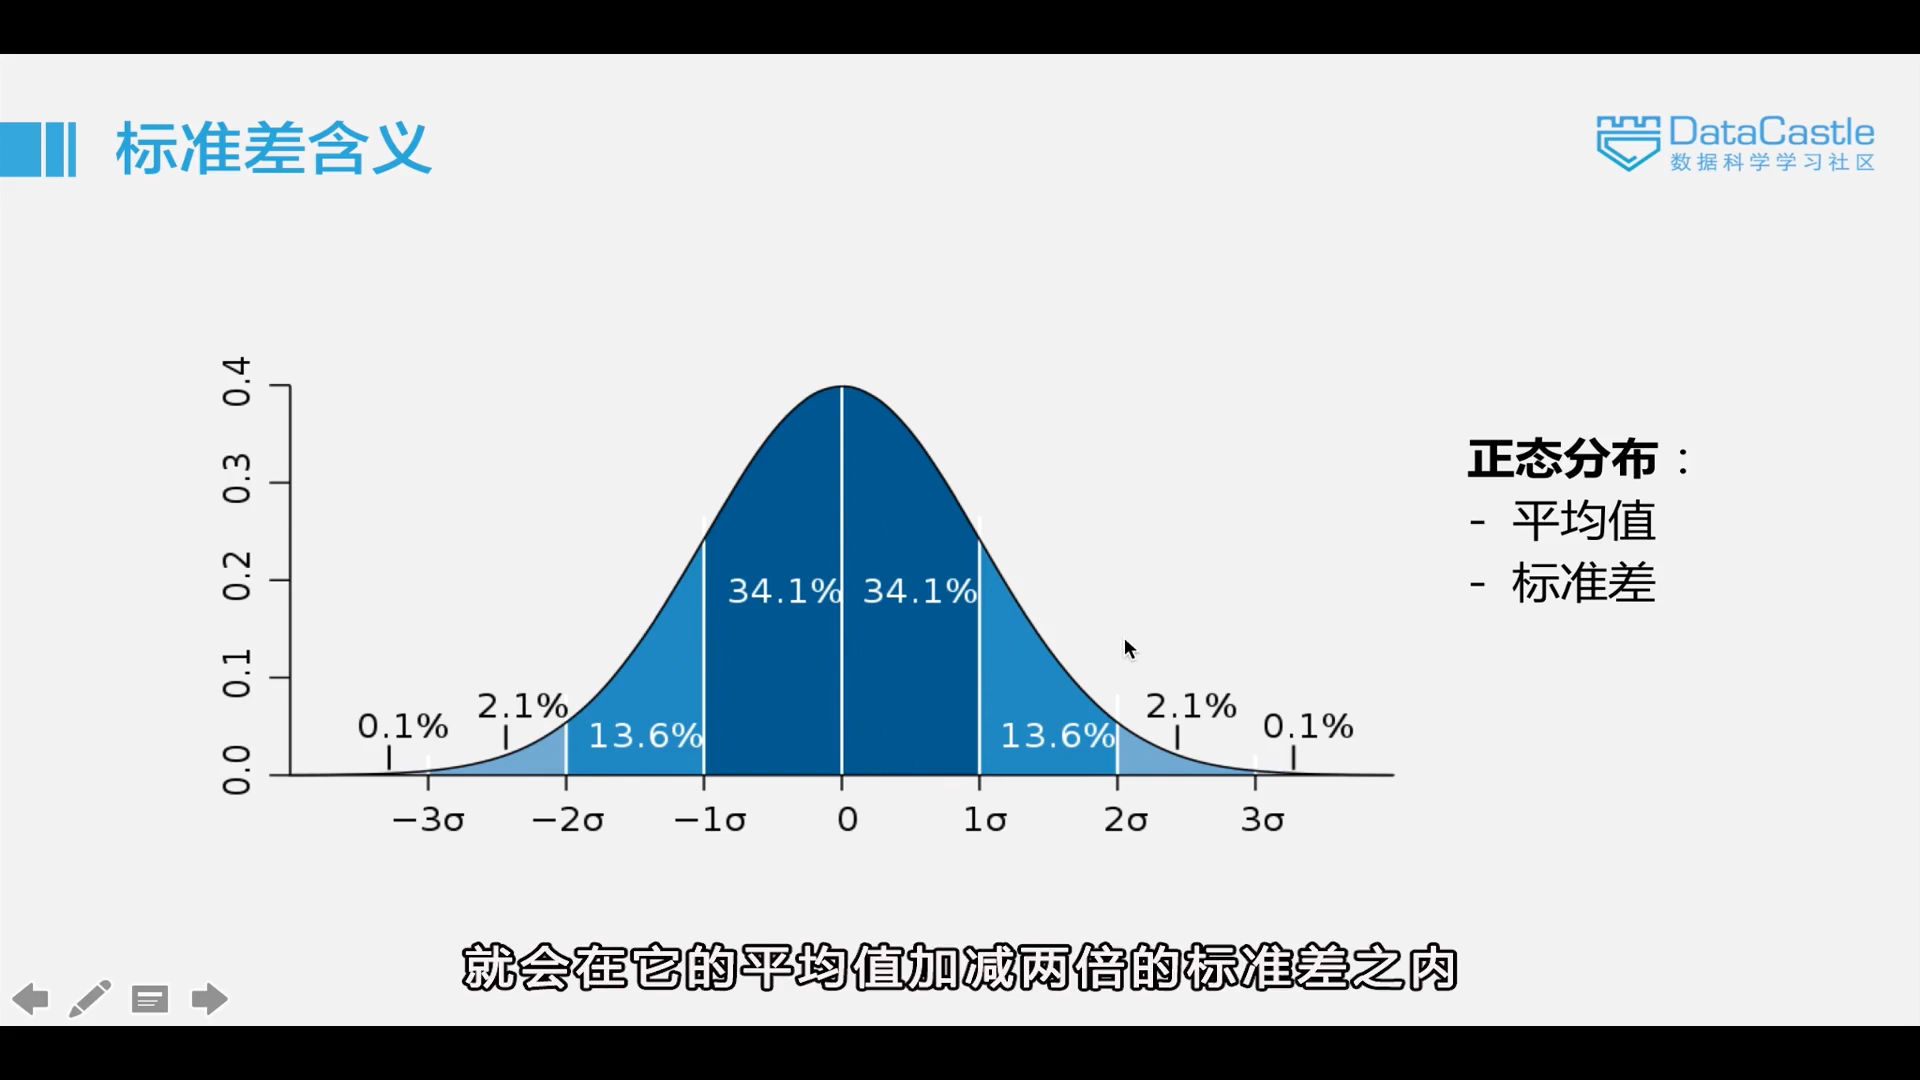 标准差含义
DataCastle
数据科学学习社区
0.4
0.3
0.2
0.1
0.0
34.1% 34.1%
0.1% 2.1% 13.6% 13.6% 2.1% 0.1%
−3σ −2σ −1σ 0 1σ 2σ 3σ
正态分布：
- 平均值
- 标准差
就会在它的平均值加减两倍的标准差之内